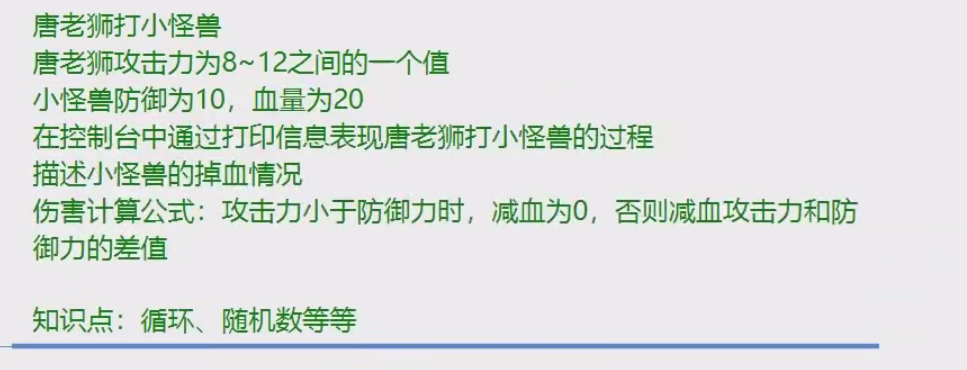 唐老狮打小怪兽
唐老狮攻击力为8~12之间的一个值
小怪兽防御为10，血量为20
在控制台中通过打印信息表现唐老狮打小怪兽的过程
描述小怪兽的掉血情况
伤害计算公式：攻击力小于防御力时，减血为0，否则减血攻击力和防
御力的差值
知识点：循环、随机数等等